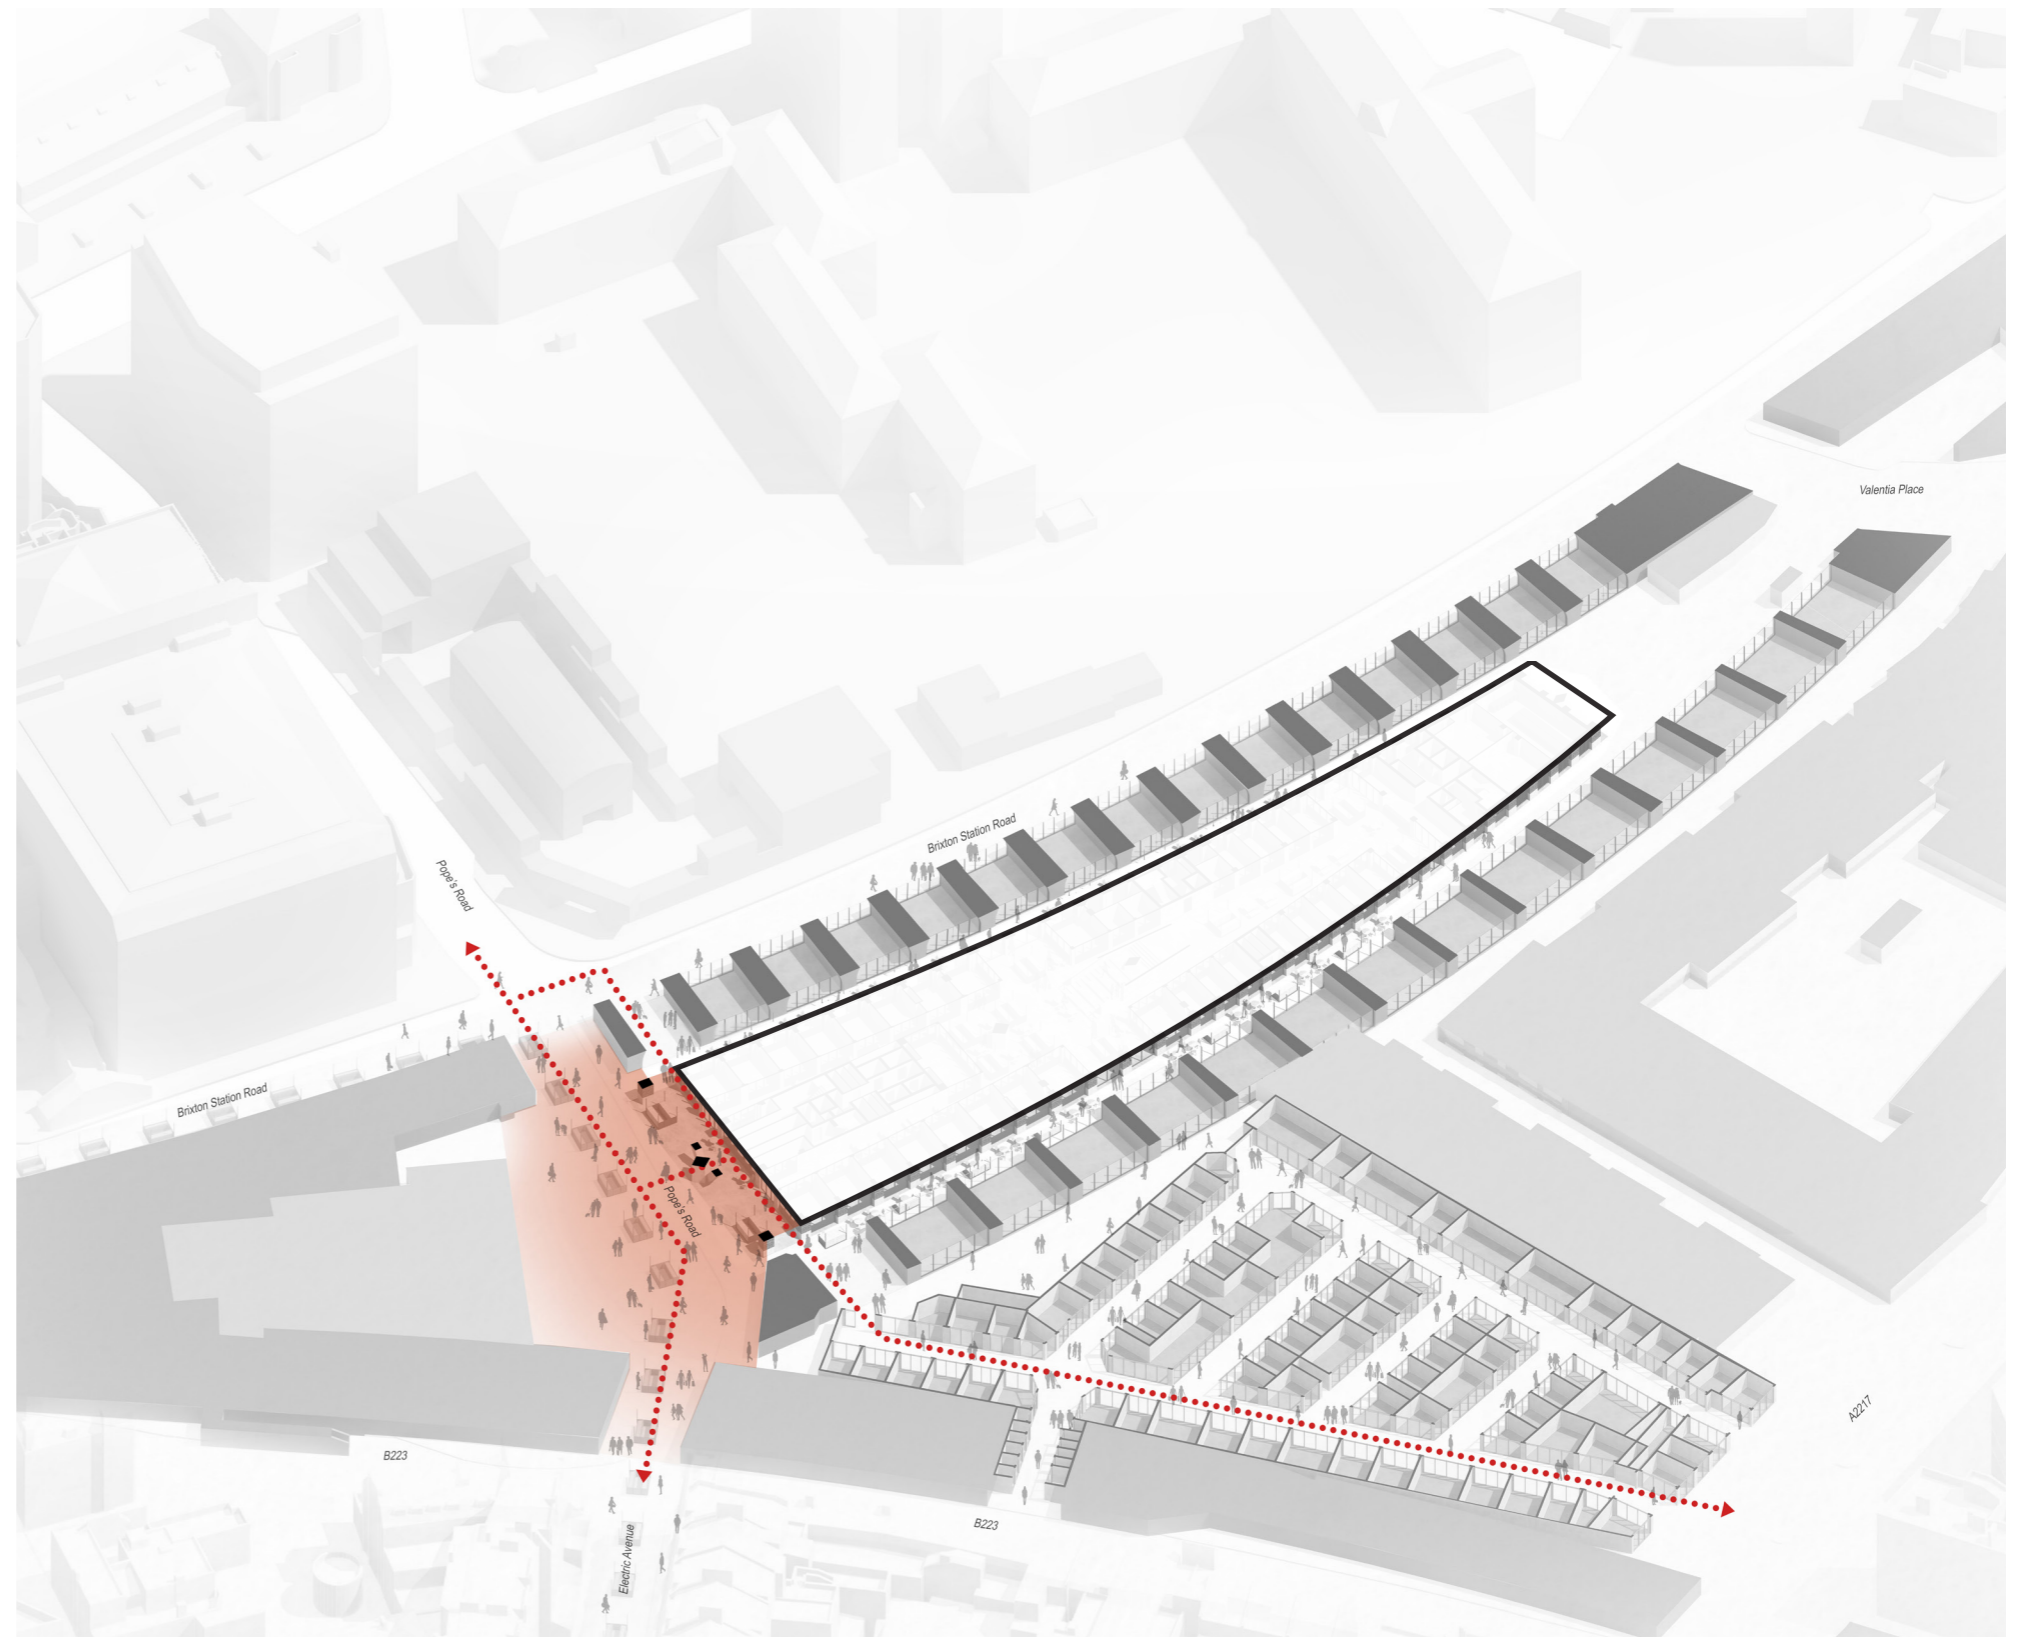 Valentia Place
Brixton Station Road
Pope's Road
Brixton Station Road
Pope's Road
A2217
B223
B223
Electric Avenue